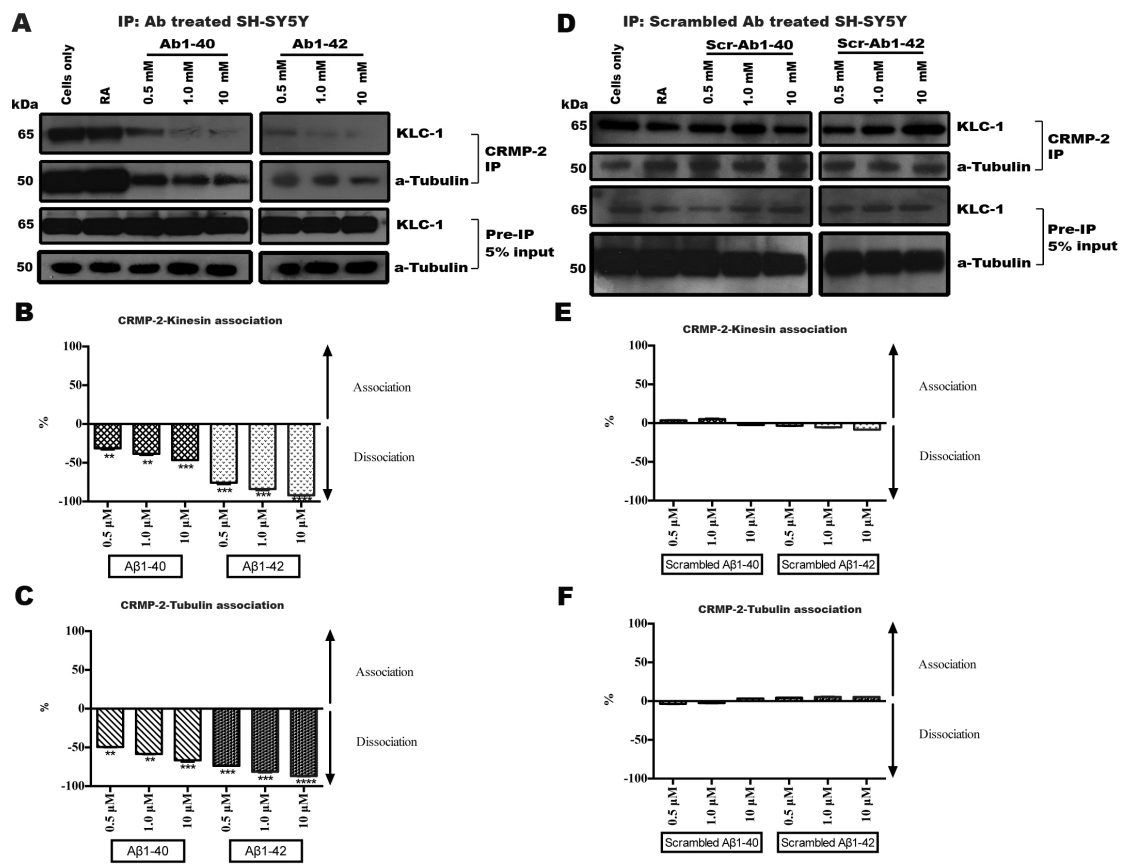 A
IP: Ab treated SH-SY5Y
Ab1-40
Ab1-42
Cells only
RA
0.5 mM
1.0 mM
10 mM
0.5 mM
1.0 mM
10 mM
kDa
65
KLC-1
50
a-Tubulin
CRMP-2
IP
65
KLC-1
50
a-Tubulin
Pre-IP
5% input
D
IP: Scrambled Ab treated SH-SY5Y
Scr-Ab1-40
Scr-Ab1-42
Cells only
RA
0.5 mM
1.0 mM
10 mM
0.5 mM
1.0 mM
10 mM
kDa
65
KLC-1
50
a-Tubulin
CRMP-2
IP
65
KLC-1
50
a-Tubulin
Pre-IP
5% input
B
CRMP-2-Kinesin association
100
50
0
-50
-100
%
Association
Dissociation
** ** *** *** *** ****
0.5 µM 1.0 µM 10 µM 0.5 µM 1.0 µM 10 µM
Aβ1-40 Aβ1-42
E
CRMP-2-Kinesin association
100
50
0
-50
-100
%
Association
Dissociation
0.5 µM 1.0 µM 10 µM 0.5 µM 1.0 µM 10 µM
Scrambled Aβ1-40 Scrambled Aβ1-42
C
CRMP-2-Tubulin association
100
50
0
-50
-100
%
Association
Dissociation
** ** *** *** *** ****
0.5 µM 1.0 µM 10 µM 0.5 µM 1.0 µM 10 µM
Aβ1-40 Aβ1-42
F
CRMP-2-Tubulin association
100
50
0
-50
-100
%
Association
Dissociation
0.5 µM 1.0 µM 10 µM 0.5 µM 1.0 µM 10 µM
Scrambled Aβ1-40 Scrambled Aβ1-42